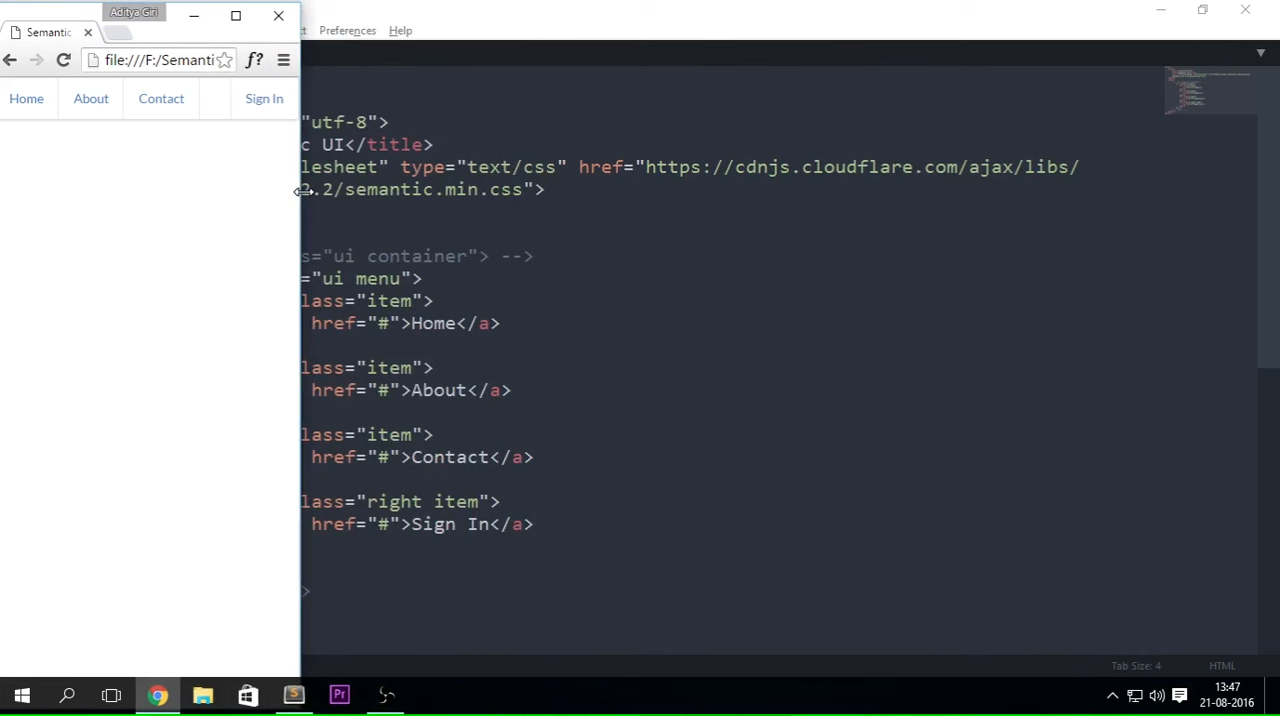 Aditya Giri
Semantic
file:///F:/Semanti
f?
Home
About
Contact
Sign In
Preferences
Help
"utf-8">
c UI</title>
lesheet" type="text/css" href="https://cdnjs.cloudflare.com/ajax/libs/
.2/semantic.min.css">
s="ui container"> -->
="ui menu">
lass="item">
href="#">Home</a>
lass="item">
href="#">About</a>
lass="item">
href="#">Contact</a>
lass="right item">
href="#">Sign In</a>
>
Tab Size: 4
HTML
Pr
13:47
21-08-2016